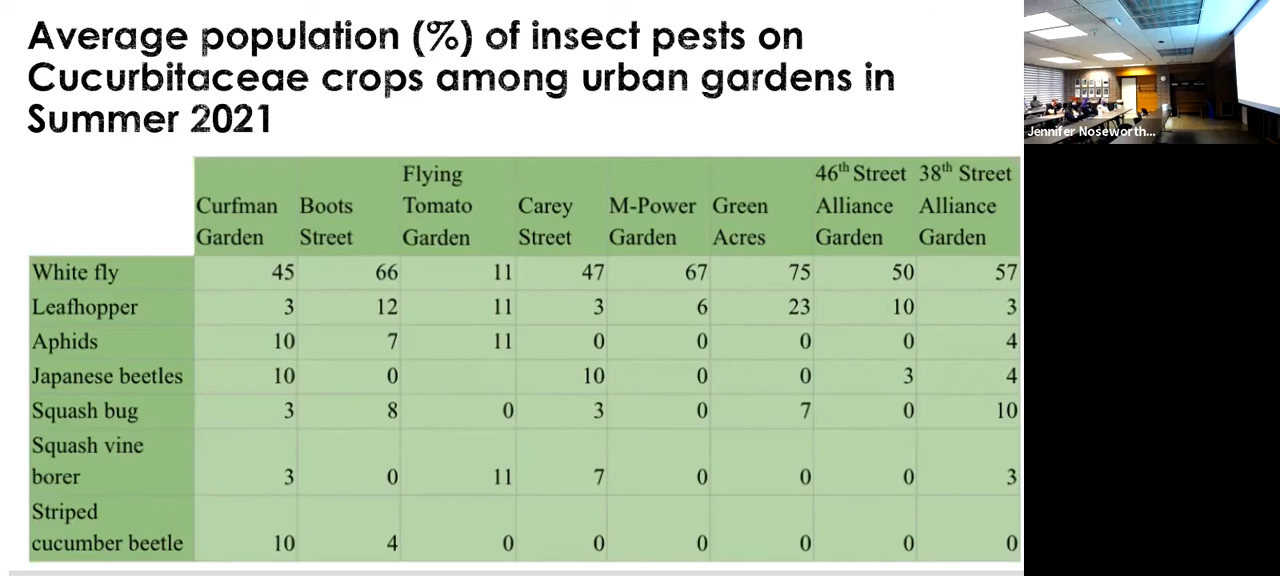 Average population (%) of insect pests on
Cucurbitaceae crops among urban gardens in
Summer 2021
Jennifer Noseworth...
Curfman Garden Boots Street Flying Tomato Garden Carey Street M-Power Garden Green Acres 46th Street Alliance Garden 38th Street Alliance Garden
White fly 45 66 11 47 67 75 50 57
Leafhopper 3 12 11 3 6 23 10 3
Aphids 10 7 11 0 0 0 0 4
Japanese beetles 10 0 10 0 0 3 4
Squash bug 3 8 0 3 0 7 0 10
Squash vine
borer 3 0 11 7 0 0 0 3
Striped
cucumber beetle 10 4 0 0 0 0 0 0